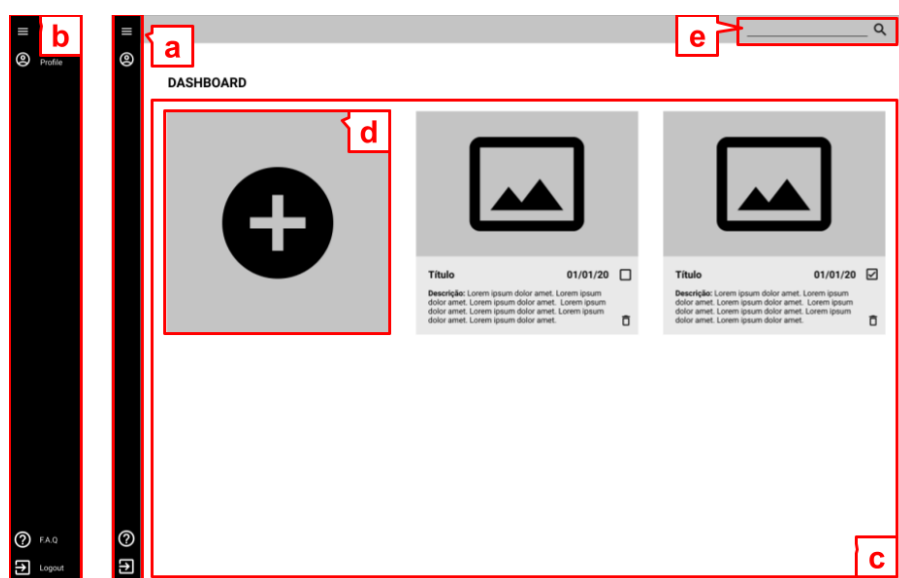 b
Profile
F.A.Q
Logout
a
e
DASHBOARD
d
Título 01/01/20
Descrição: Lorem ipsum dolor amet. Lorem ipsum
dolor amet. Lorem ipsum dolor amet. Lorem ipsum
dolor amet. Lorem ipsum dolor amet. Lorem ipsum
dolor amet. Lorem ipsum dolor amet.
Título 01/01/20
Descrição: Lorem ipsum dolor amet. Lorem ipsum
dolor amet. Lorem ipsum dolor amet. Lorem ipsum
dolor amet. Lorem ipsum dolor amet. Lorem ipsum
dolor amet. Lorem ipsum dolor amet.
c